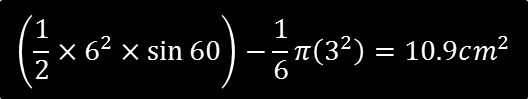 (1/2 × 6² × sin 60) − 1/6 π(3²) = 10.9cm²